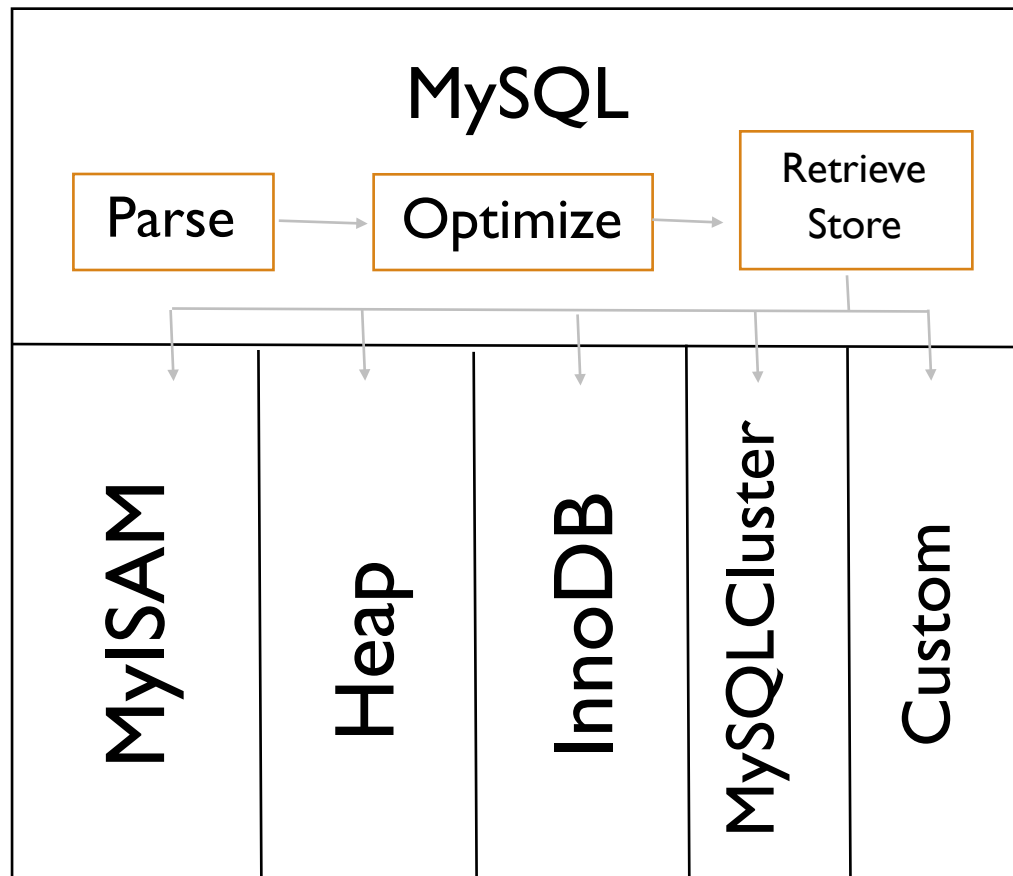 MySQL
Parse
Optimize
Retrieve
Store
MyISAM
Heap
InnoDB
MySQLCluster
Custom